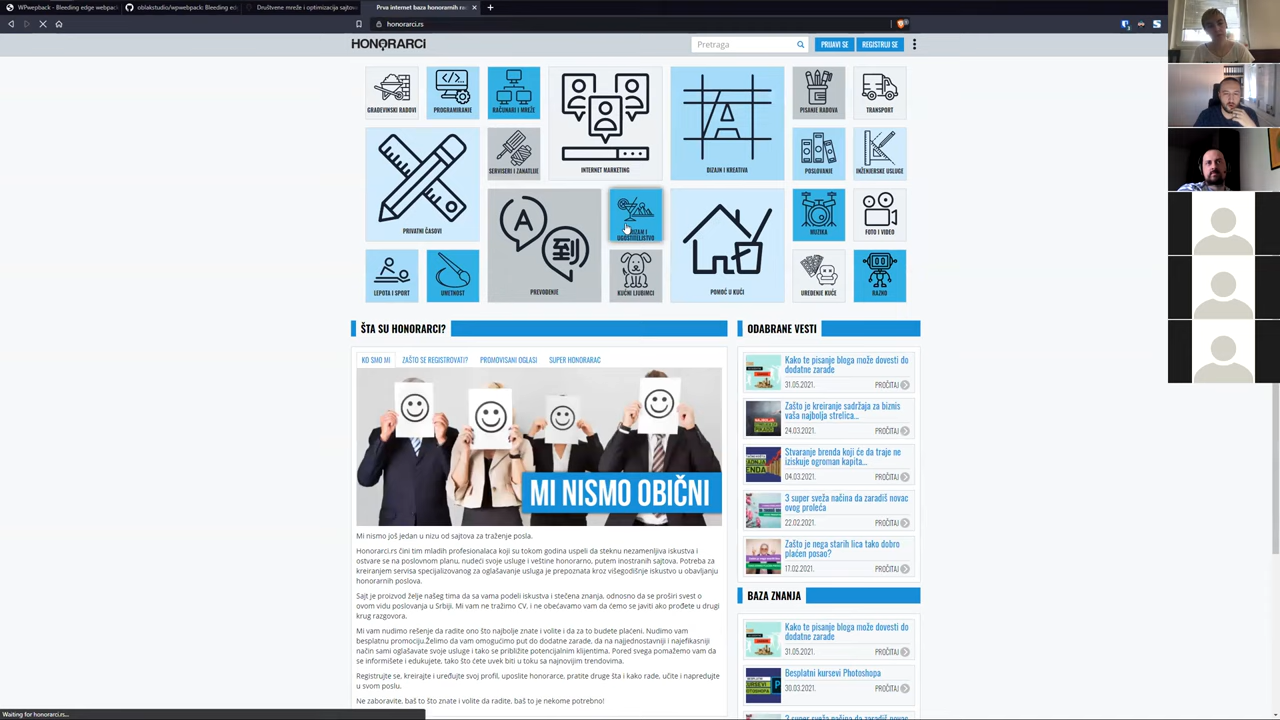 WPwepback - Bleeding edge webpac
oblakstudio/wpwebpack: Bleeding ed
Društvene mreže i optimizacija sajtova
Prva internet baza honorarnih ra
honorarci.rs
HONORARCI
Pretraga
PRIJAVI SE
REGISTRUJ SE
GRAĐEVINSKI RADOVI
PROGRAMIRANJE
RAČUNARI I MREŽE
INTERNET MARKETING
DIZAJN I KREATIVA
PISANJE RADOVA
TRANSPORT
SERVISERI I ZANATLIJE
POSLOVANJE
INŽENJERSKE USLUGE
PRIVATNI ČASOVI
UGOSTITELJSTVO
MUZIKA
FOTO I VIDEO
LEPOTA I SPORT
UMETNOST
PREVOĐENJE
KUĆNI LJUBIMCI
POMOĆ U KUĆI
UREĐENJE KUĆE
RAZNO
ŠTA SU HONORARCI?
KO SMO MI
ZAŠTO SE REGISTROVATI?
PROMOVISANI OGLASI
SUPER HONORARAC
MI NISMO OBIČNI
Mi nismo još jedan u nizu od sajtova za traženje posla.
Honorarci.rs čini tim mladih profesionalaca koji su tokom godina uspeli da steknu nezamenljiva iskustva i
ostvare se na poslovnom planu, nudeći svoje usluge i veštine honorarno, putem inostranih sajtova. Potreba za
kreiranjem servisa specijalizovanog za oglašavanje usluga je prepoznata kroz višegodišnje iskustvo u obavljanju
honorarnih poslova.
Sajt je proizvod želje našeg tima da sa vama podeli iskustva i stečena znanja, odnosno da se proširi svest o
ovom vidu poslovanja u Srbiji. Mi vam ne tražimo CV, i ne obećavamo vam da ćemo se javiti ako prođete u drugi
krug razgovora.
Mi vam nudimo rešenje da radite ono što najbolje znate i volite i da za to budete plaćeni. Nudimo vam
besplatnu promociju.Želimo da vam omogućimo put do dodatne zarade, da na najjednostavniji i najefikasniji
način sami oglašavate svoje usluge i tako se približite potencijalnim klijentima. Pored svega pomažemo vam da
se informišete i edukujete, tako što ćete uvek biti u toku sa najnovijim trendovima.
Registrujte se, kreirajte i uređujte svoj profil, uposlite honorarce, pratite druge šta i kako rade, učite i napredujte
u svom poslu.
Ne zaboravite, baš to što znate i volite da radite, baš to je nekome potrebno!
ODABRANE VESTI
Kako te pisanje bloga može dovesti do
dodatne zarade
31.05.2021.
PROČITAJ
Zašto je kreiranje sadržaja za biznis
vaša najbolja strelica...
24.03.2021.
PROČITAJ
Stvaranje brenda koji će da traje ne
iziskuje ogroman kapita...
04.03.2021.
PROČITAJ
3 super sveža načina da zaradiš novac
ovog proleća
22.02.2021.
PROČITAJ
Zašto je nega starih lica tako dobro
plaćen posao?
17.02.2021.
PROČITAJ
BAZA ZNANJA
Kako te pisanje bloga može dovesti do
dodatne zarade
31.05.2021.
PROČITAJ
Besplatni kursevi Photoshopa
30.03.2021.
PROČITAJ
3 super sveža načina da zaradiš novac
Waiting for honorarci.rs...